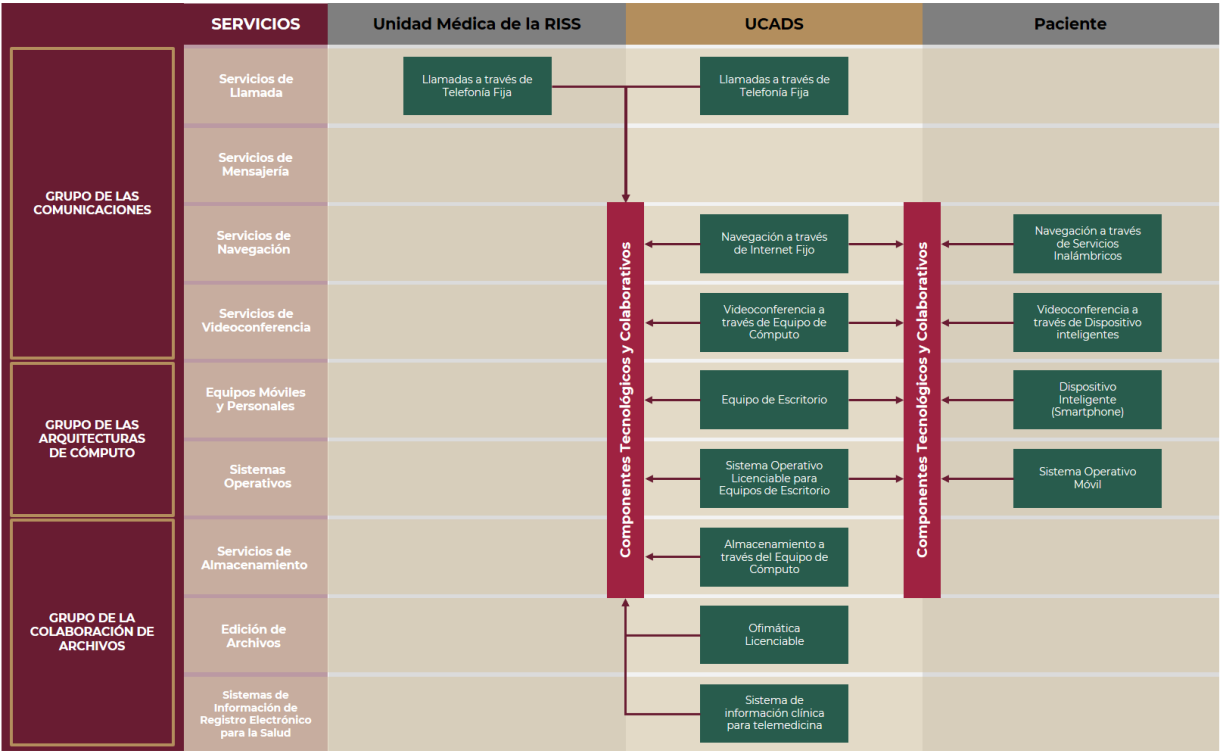 SERVICIOS
Unidad Médica de la RISS
UCADS
Paciente
GRUPO DE LAS
COMUNICACIONES
Servicios de
Llamada
Llamadas a través de
Telefonía Fija
Llamadas a través de
Telefonía Fija
Servicios de
Mensajería
Servicios de
Navegación
Navegación a través
de Internet Fijo
Navegación a través
de Servicios
Inalámbricos
Servicios de
Videoconferencia
Videoconferencia a
través de Equipo de
Cómputo
Videoconferencia a
través de Dispositivo
inteligentes
Componentes Tecnológicos y Colaborativos
Componentes Tecnológicos y Colaborativos
GRUPO DE LAS
ARQUITECTURAS
DE CÓMPUTO
Equipos Móviles
y Personales
Equipo de Escritorio
Dispositivo
Inteligente
(Smartphone)
Sistemas
Operativos
Sistema Operativo
Licenciable para
Equipos de Escritorio
Sistema Operativo
Móvil
GRUPO DE LA
COLABORACIÓN DE
ARCHIVOS
Servicios de
Almacenamiento
Almacenamiento a
través del Equipo de
Cómputo
Edición de
Archivos
Ofimática
Licenciable
Sistemas de
Información de
Registro Electrónico
para la Salud
Sistema de
información clínica
para telemedicina